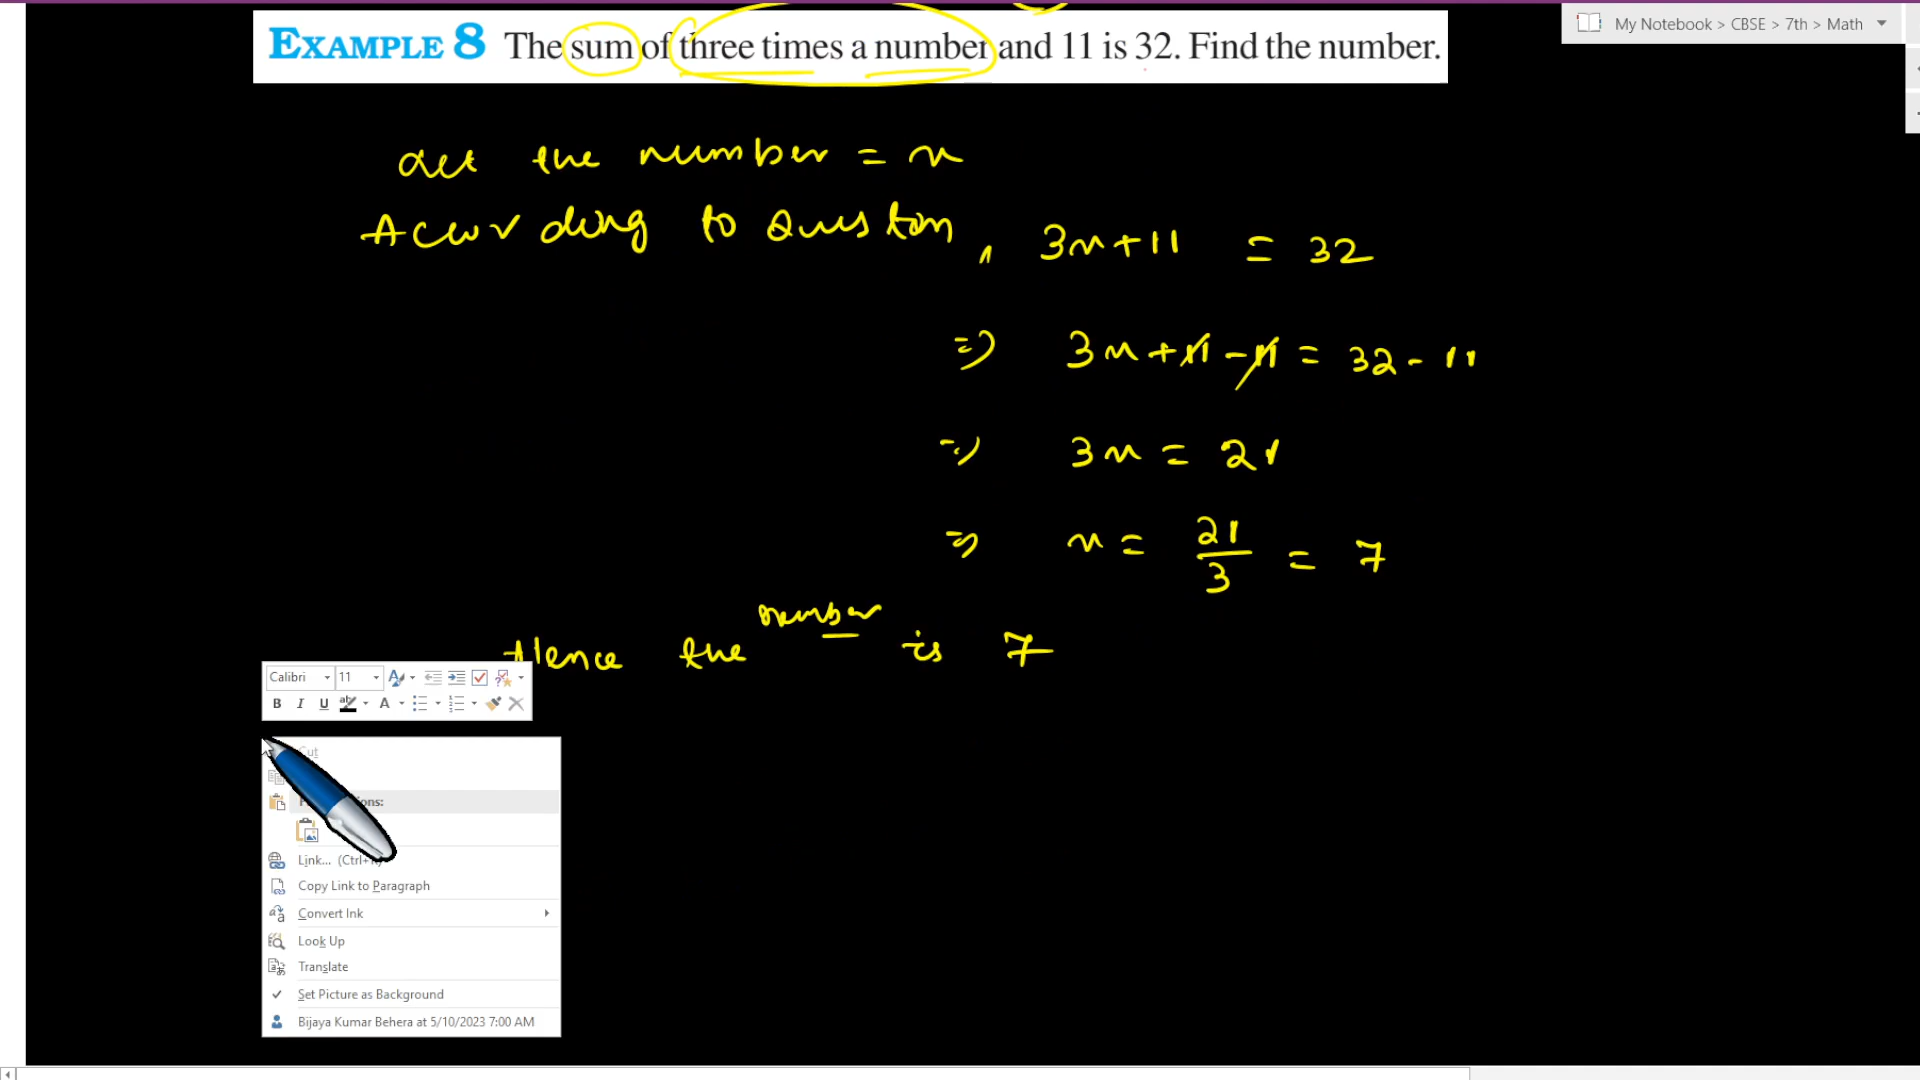 EXAMPLE 8 The sum of three times a number and 11 is 32. Find the number.
My Notebook > CBSE > 7th > Math
Let the number = x
According to Question, 3x+11 = 32
=> 3x+11-11 = 32-11
=> 3x = 21
=> x = 21/3 = 7
Hence the number is 7
Calibri 11
B I U A
Cut
Link... (Ctrl+
Copy Link to Paragraph
Convert Ink
Look Up
Translate
Set Picture as Background
Bijaya Kumar Behera at 5/10/2023 7:00 AM